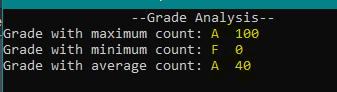 --Grade Analysis--
Grade with maximum count: A 100
Grade with minimum count: F 0
Grade with average count: A 40